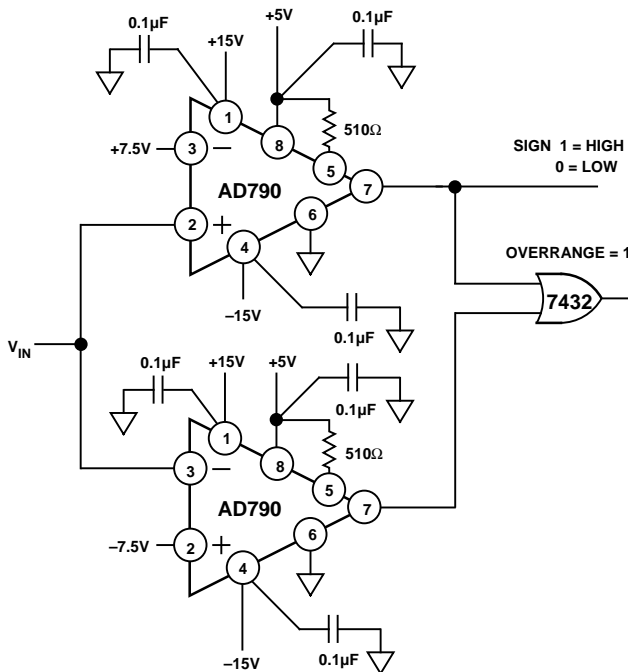 +5V
0.1µF
0.1µF
+15V
1
8
510Ω
SIGN 1 = HIGH
0 = LOW
+7.5V
3
–
5
AD790
7
2
+
6
OVERRANGE = 1
4
7432
–15V
0.1µF
V_IN
0.1µF
+15V
+5V
0.1µF
1
8
510Ω
3
–
5
AD790
7
–7.5V
2
+
6
4
0.1µF
–15V